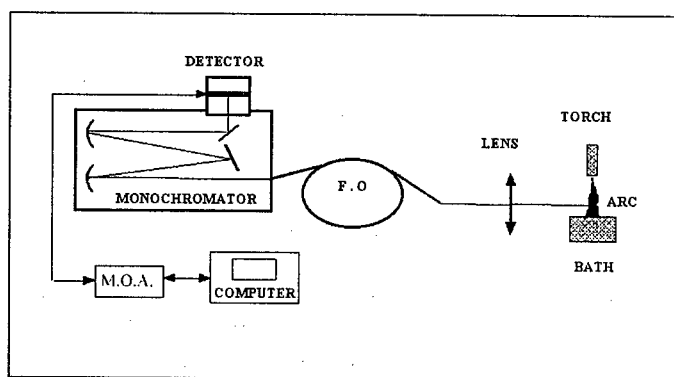 DETECTOR
TORCH
LENS
F.O
MONOCHROMATOR
ARC
BATH
M.O.A.
COMPUTER